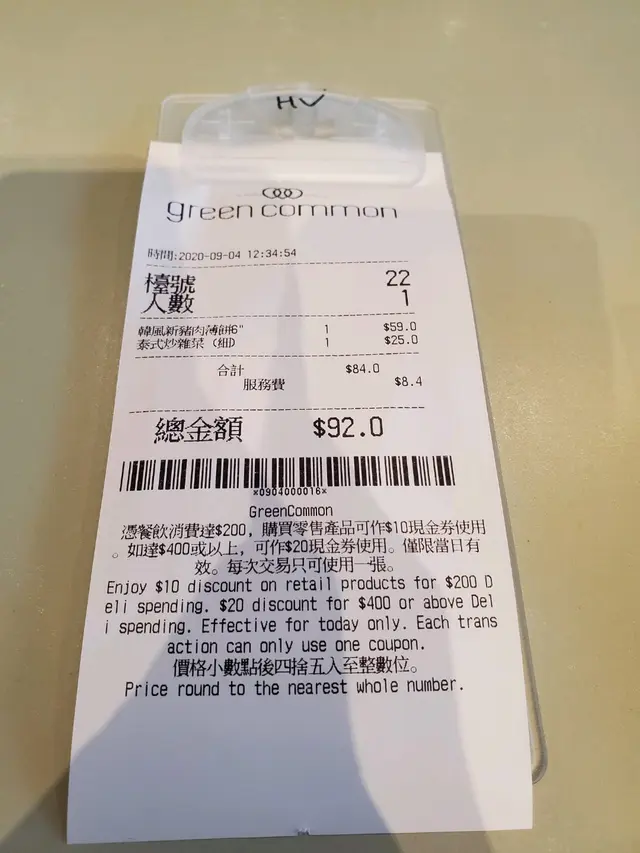 HV
green common
時間:2020-09-04 12:34:54
檯號 22
人數 1
韓風新豬肉薄餅6" 1 $59.0
泰式炒雜菜 (細) 1 $25.0
合計 $84.0
服務費 $8.4
總金額 $92.0
*0904000016*
GreenCommon
憑餐飲消費達$200, 購買零售產品可作$10現金券使用
。如達$400或以上, 可作$20現金券使用。僅限當日有
效。每次交易只可使用一張。
Enjoy $10 discount on retail products for $200 D
eli spending. $20 discount for $400 or above Del
i spending. Effective for today only. Each trans
action can only use one coupon.
價格小數點後四捨五入至整數位。
Price round to the nearest whole number.